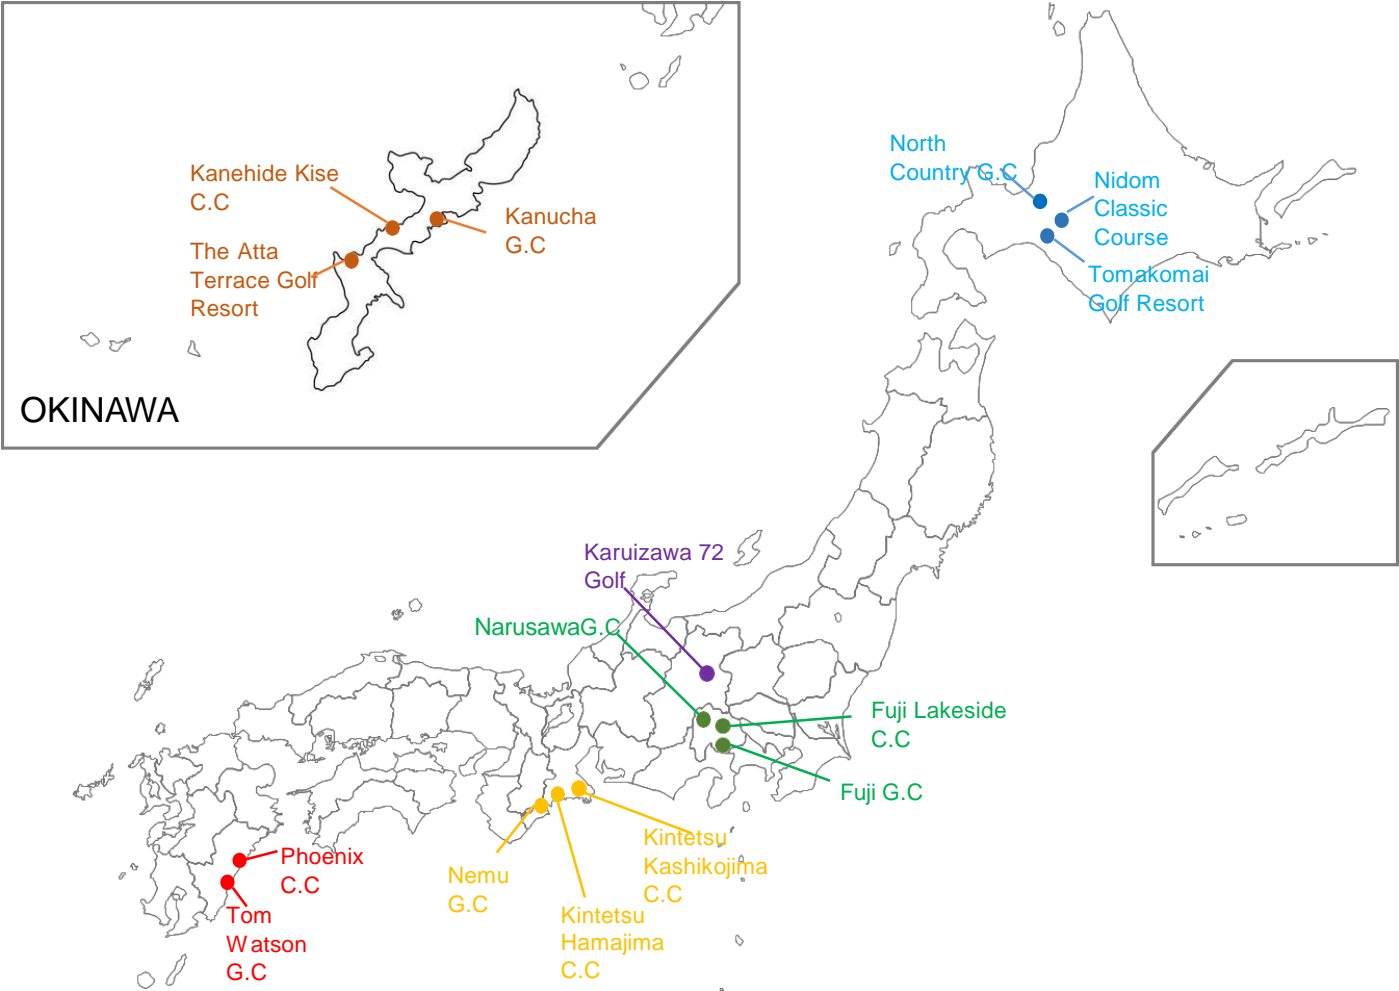 Kanehide Kise
C.C
The Atta
Terrace Golf
Resort
Kanucha
G.C
OKINAWA
North
Country G.C
Nidom
Classic
Course
Tomakomai
Golf Resort
Karuizawa 72
Golf
NarusawaG.C
Fuji Lakeside
C.C
Fuji G.C
Kintetsu
Kashikojima
C.C
Nemu
G.C
Kintetsu
Hamajima
C.C
Phoenix
C.C
Tom
Watson
G.C